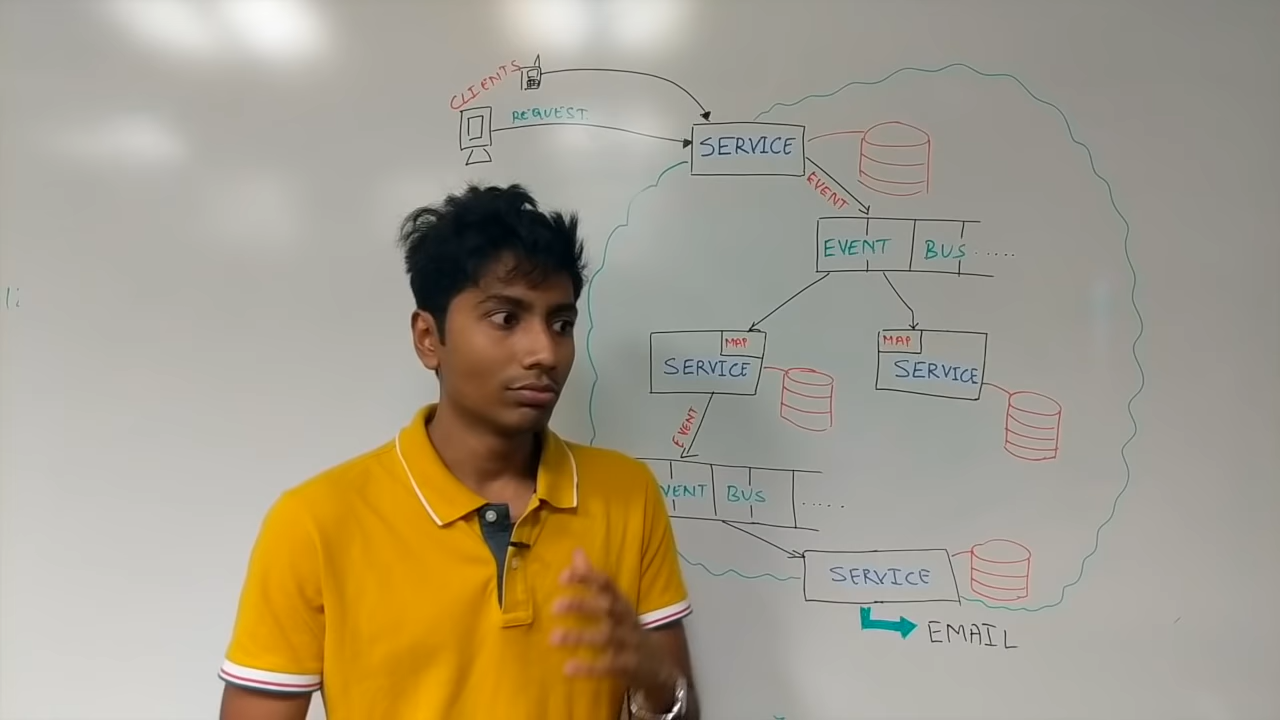 CLIENTS
REQUEST
SERVICE
EVENT
EVENT BUS .....
MAP
SERVICE
MAP
SERVICE
EVENT
VENT BUS .....
SERVICE
EMAIL